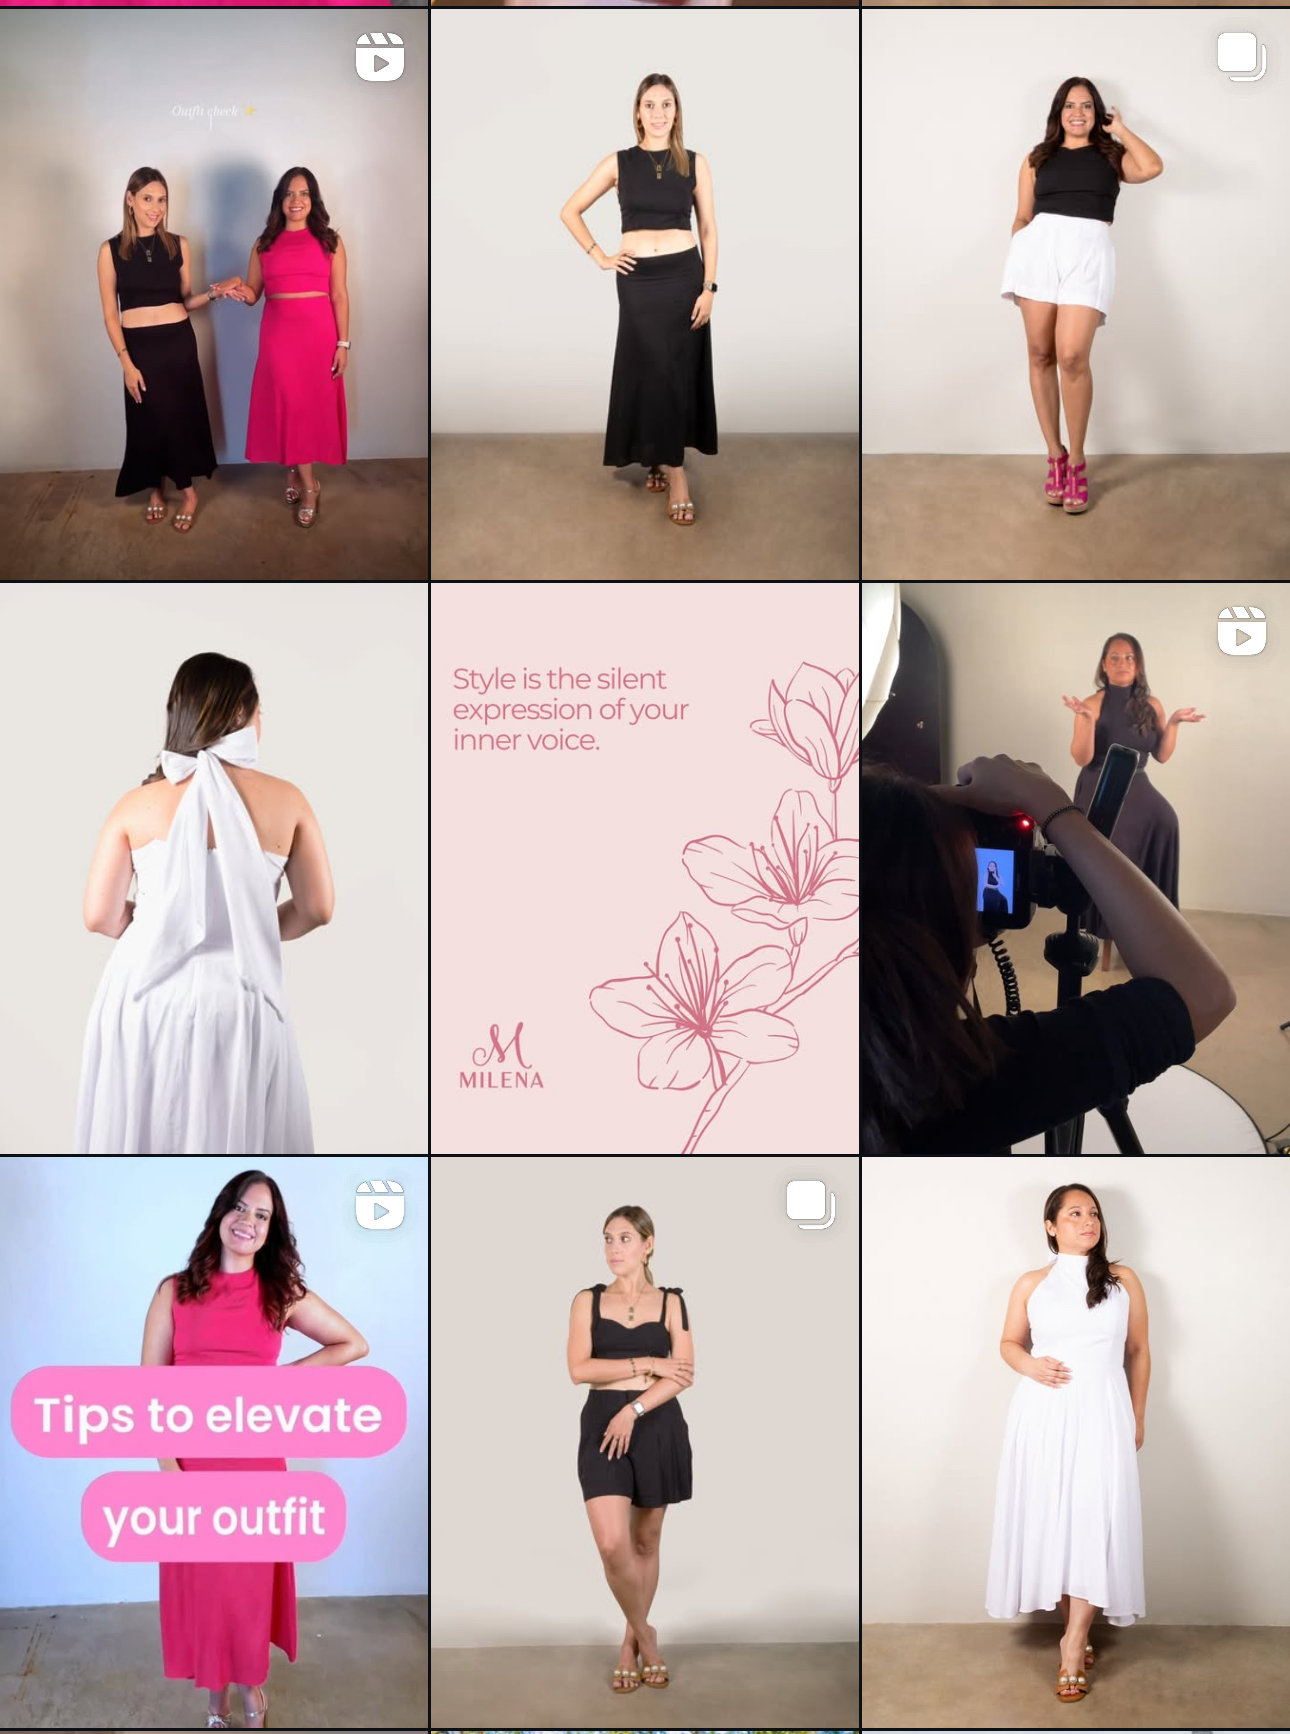 Outfit check ✨
Style is the silent
expression of your
inner voice.
M
MILENA
Tips to elevate
your outfit